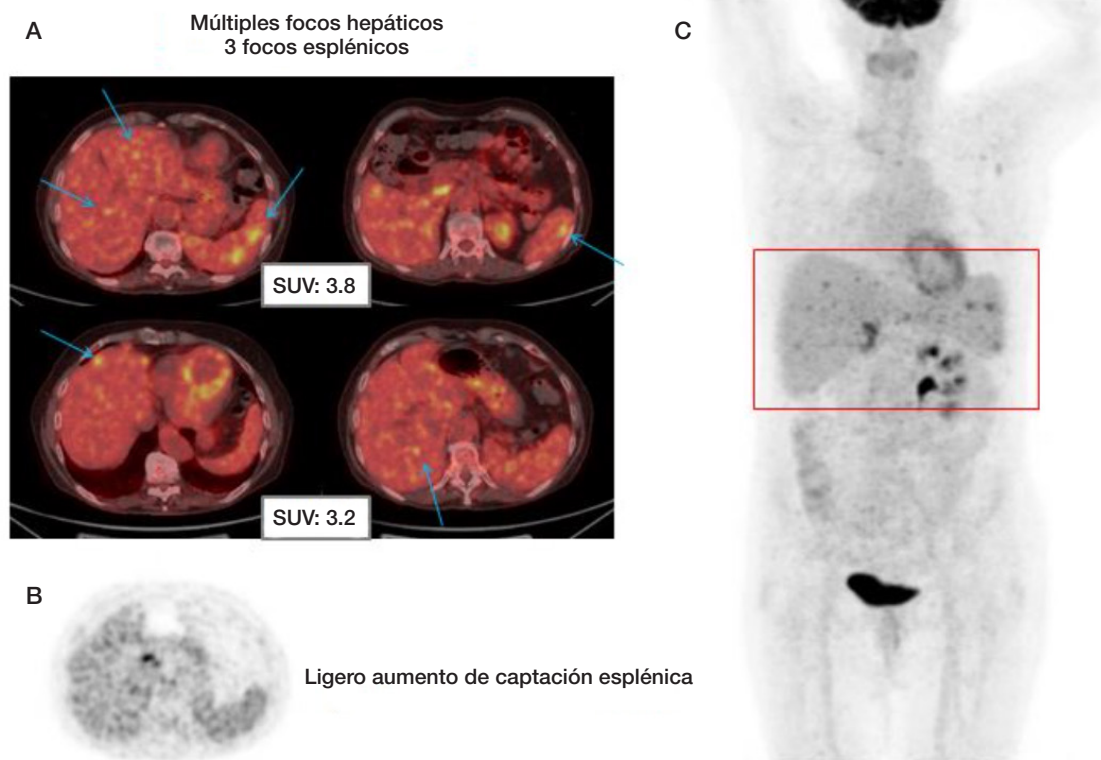 A
Múltiples focos hepáticos
3 focos esplénicos
C
SUV: 3.8
SUV: 3.2
B
Ligero aumento de captación esplénica